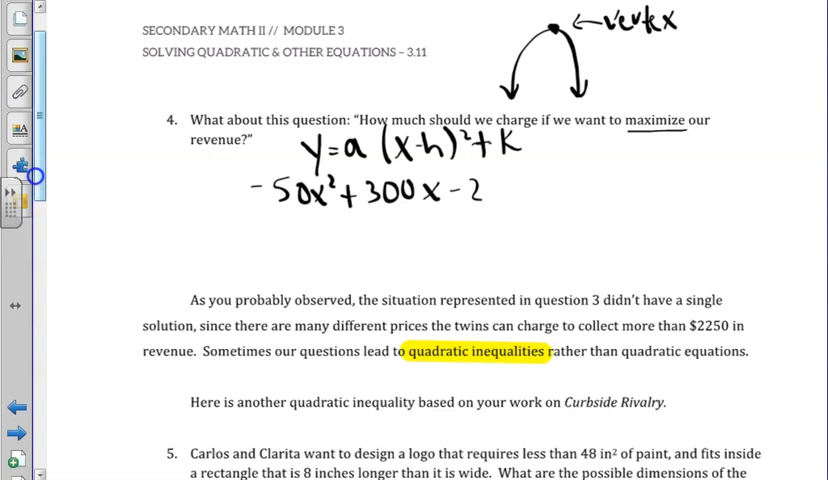 SECONDARY MATH II // MODULE 3
vertex
SOLVING QUADRATIC & OTHER EQUATIONS – 3.11
4. What about this question: “How much should we charge if we want to maximize our
revenue?”
y=a (x-h)²+k
-50x²+300x-2
As you probably observed, the situation represented in question 3 didn't have a single
solution, since there are many different prices the twins can charge to collect more than $2250 in
revenue. Sometimes our questions lead to quadratic inequalities rather than quadratic equations.
Here is another quadratic inequality based on your work on Curbside Rivalry.
5. Carlos and Clarita want to design a logo that requires less than 48 in² of paint, and fits inside
a rectangle that is 8 inches longer than it is wide. What are the possible dimensions of the